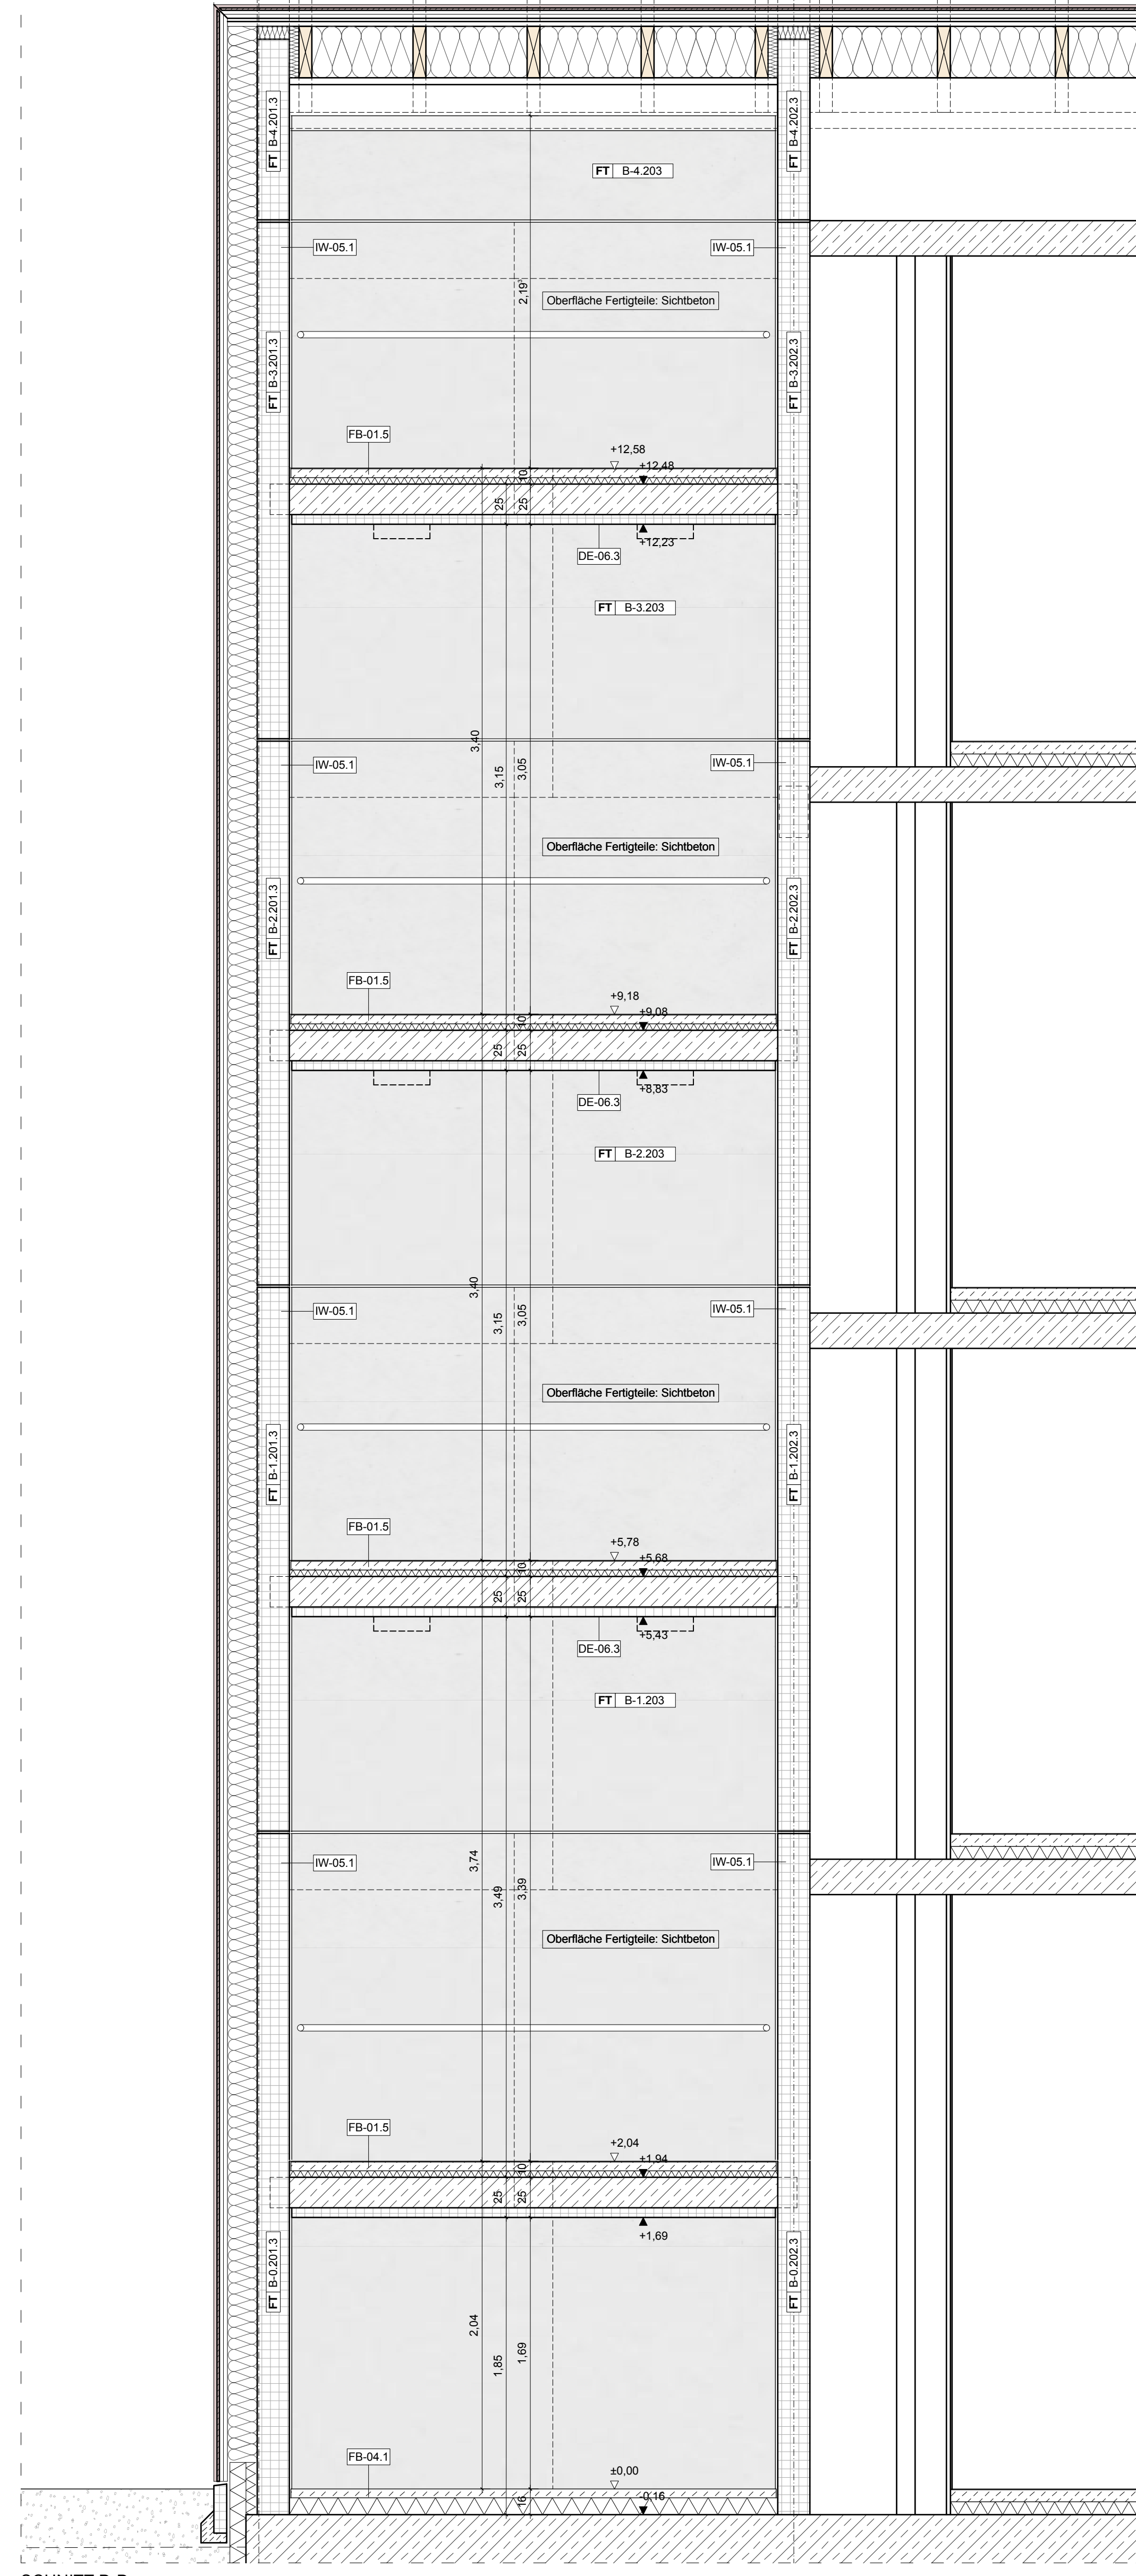 FT B-4.201.3
FT B-4.202.3
FT B-4.203
IW-05.1
IW-05.1
2,19⁷
Oberfläche Fertigteile: Sichtbeton
FT B-3.201.3
FT B-3.202.3
FB-01.5
+12,58
+12,48
10
25
25
+12,23
DE-06.3
FT B-3.203
3,40
3,15
3,05
IW-05.1
IW-05.1
Oberfläche Fertigteile: Sichtbeton
FT B-2.201.3
FT B-2.202.3
FB-01.5
+9,18
+9,08
10
25
25
+8,83
DE-06.3
FT B-2.203
3,40
3,15
3,05
IW-05.1
IW-05.1
Oberfläche Fertigteile: Sichtbeton
FT B-1.201.3
FT B-1.202.3
FB-01.5
+5,78
+5,68
10
25
25
+5,43
DE-06.3
FT B-1.203
3,74
3,49
3,39
IW-05.1
IW-05.1
Oberfläche Fertigteile: Sichtbeton
FB-01.5
+2,04
+1,94
10
25
25
+1,69
FT B-0.201.3
FT B-0.202.3
2,04
1,85
1,69
FB-04.1
±0,00
-0,16
16